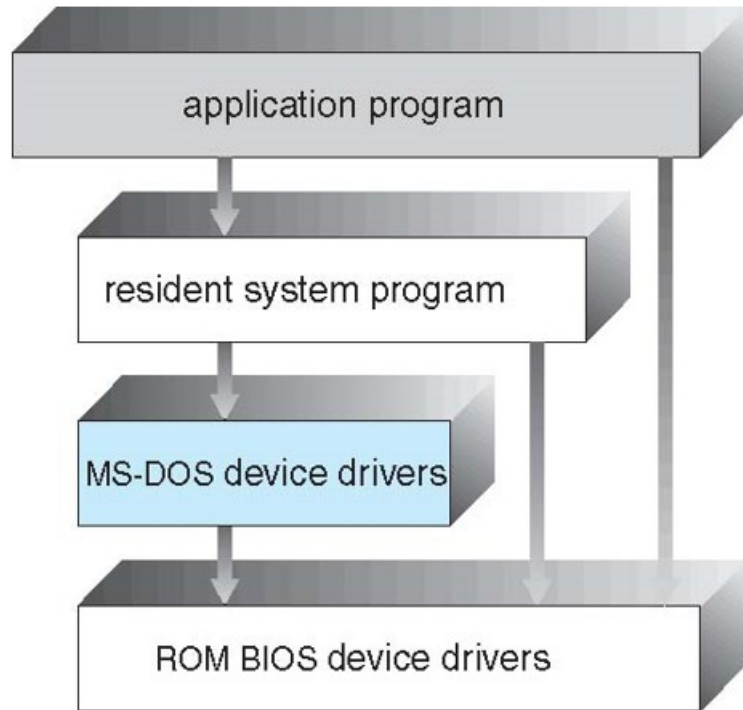 application program
resident system program
MS-DOS device drivers
ROM BIOS device drivers